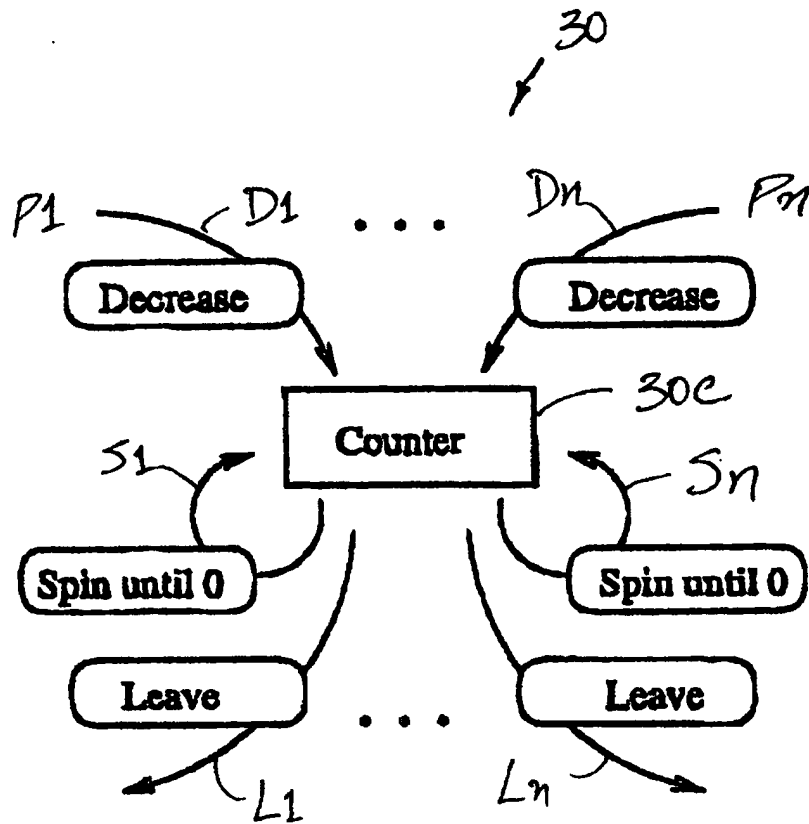 30
P1 D1 . . . Dn Pn
Decrease Decrease
Counter 30C
S1 Sn
Spin until 0 Spin until 0
Leave Leave
. . .
L1 Ln